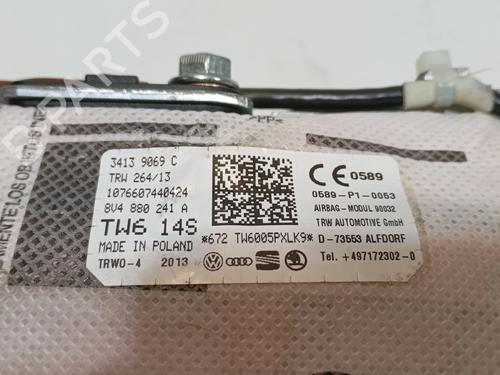 B-PARTS
3413 9069 C
TRW 264/13
1076607440424
8V4 880 241 A
TW6 14S
MADE IN POLAND
TRWO-4 2013
*672 TW6005PXLK9*
CE 0589
0589-P1-0053
AIRBAG-MODUL 90032
TRW AUTOMOTIVE GmbH
D-73553 ALFDORF
Tel. +497172302-0